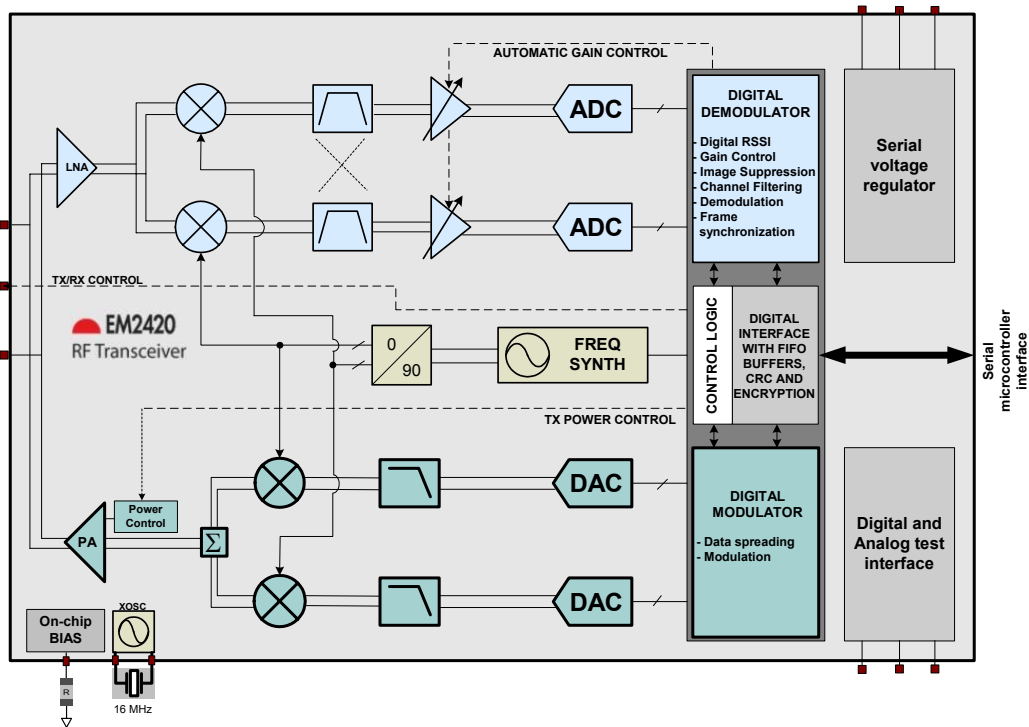 AUTOMATIC GAIN CONTROL
LNA
ADC
ADC
DIGITAL
DEMODULATOR
- Digital RSSI
- Gain Control
- Image Suppression
- Channel Filtering
- Demodulation
- Frame
synchronization
Serial
voltage
regulator
TX/RX CONTROL
EM2420
RF Transceiver
0
90
FREQ
SYNTH
CONTROL LOGIC
DIGITAL
INTERFACE
WITH FIFO
BUFFERS,
CRC AND
ENCRYPTION
Serial
microcontroller
interface
TX POWER CONTROL
Power
Control
PA
Σ
DAC
DAC
DIGITAL
MODULATOR
- Data spreading
- Modulation
Digital and
Analog test
interface
On-chip
BIAS
XOSC
R
16 MHz